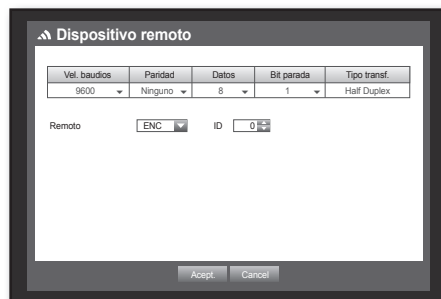 Dispositivo remoto
Vel. baudios Paridad Datos Bit parada Tipo transf.
9600 Ninguno 8 1 Half Duplex
Remoto ENC ID 0
Acept. Cancel